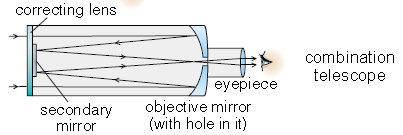 correcting lens
combination
telescope
eyepiece
secondary
mirror
objective mirror
(with hole in it)